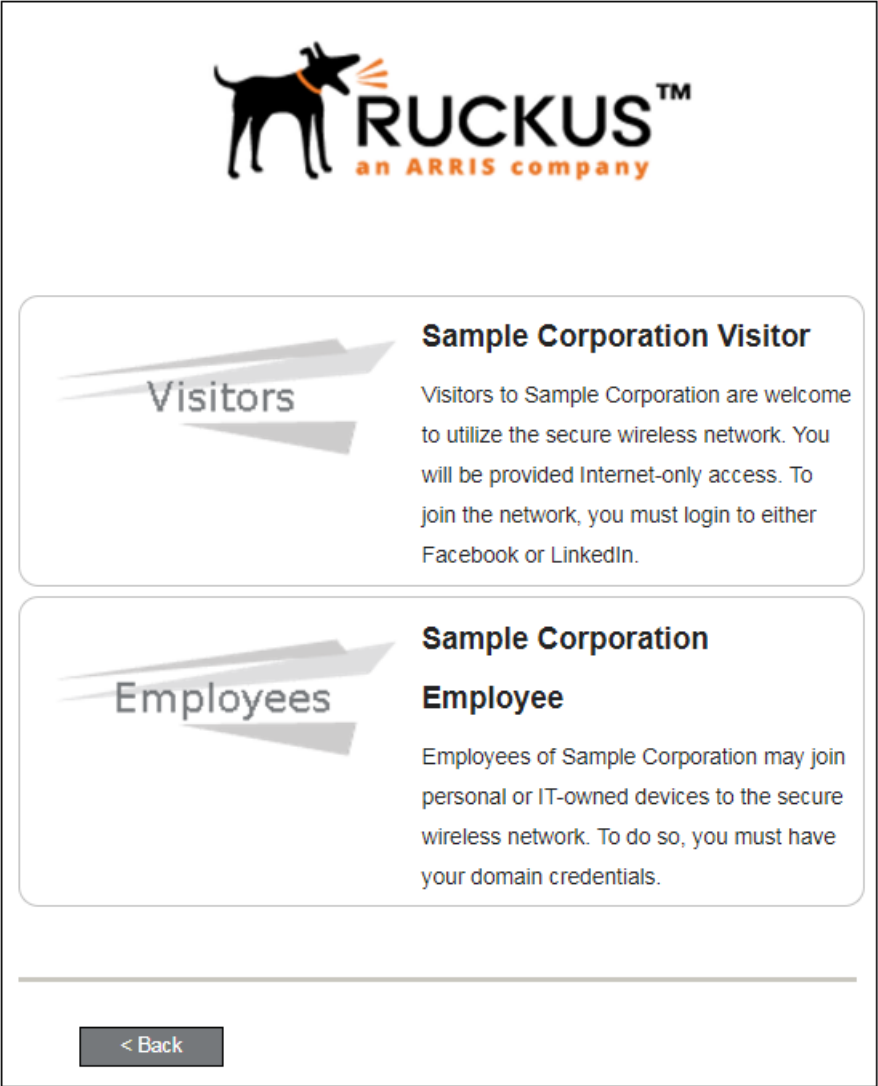 RUCKUS™
an ARRIS company
Visitors
Sample Corporation Visitor
Visitors to Sample Corporation are welcome
to utilize the secure wireless network. You
will be provided Internet-only access. To
join the network, you must login to either
Facebook or LinkedIn.
Employees
Sample Corporation
Employee
Employees of Sample Corporation may join
personal or IT-owned devices to the secure
wireless network. To do so, you must have
your domain credentials.
< Back